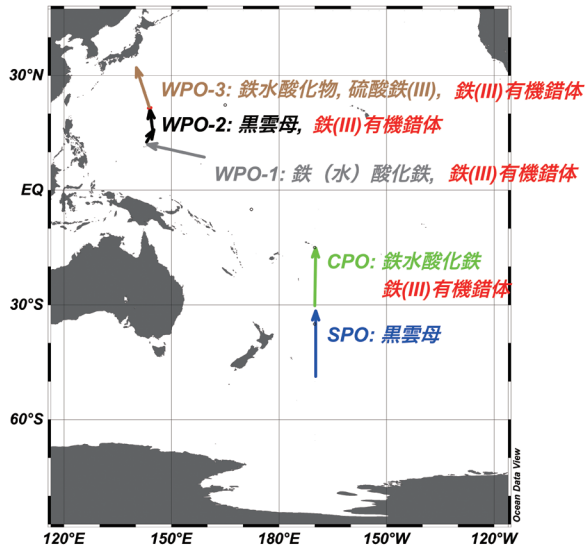 30°N
WPO-3: 鉄水酸化物, 硫酸鉄(III), 鉄(III)有機錯体
WPO-2: 黒雲母, 鉄(III)有機錯体
WPO-1: 鉄（水）酸化鉄, 鉄(III)有機錯体
EQ
CPO: 鉄水酸化鉄
鉄(III)有機錯体
30°S
SPO: 黒雲母
60°S
Ocean Data View
120°E 150°E 180°E 150°W 120°W